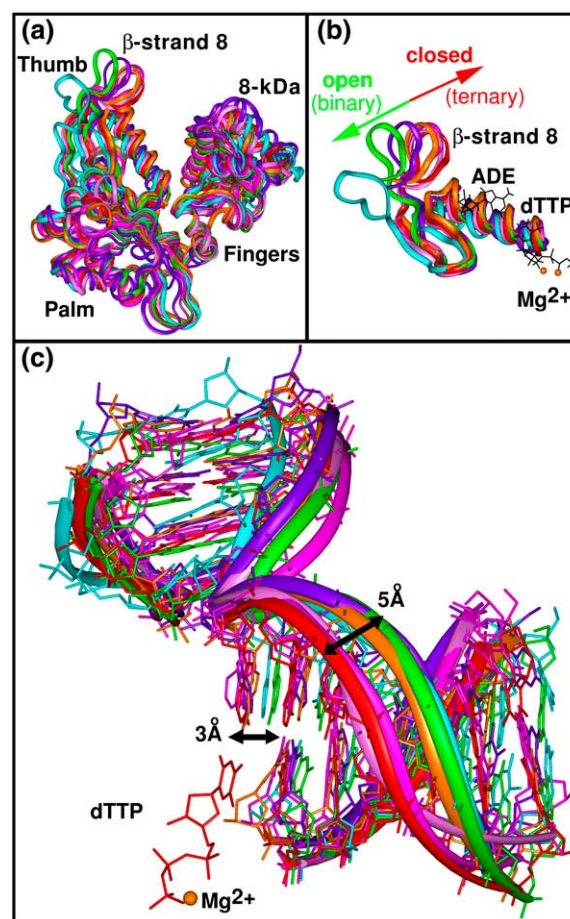 (a)
β-strand 8
Thumb
8-kDa
Fingers
Palm
(b)
closed
open
(binary)
(ternary)
β-strand 8
ADE
dTTP
Mg2+
(c)
5Å
3Å
dTTP
Mg2+